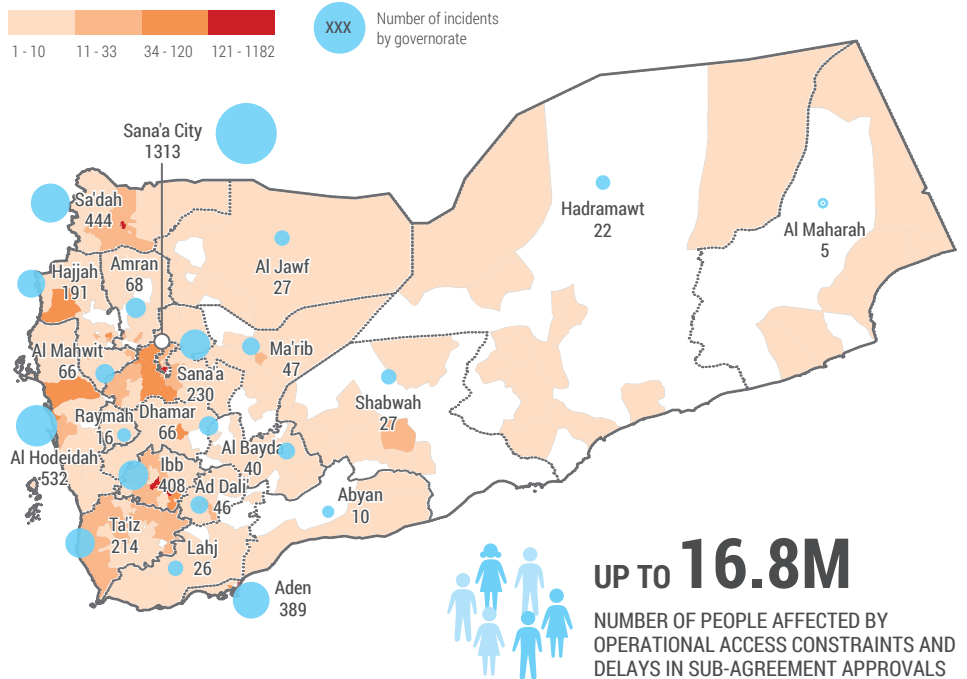 1 - 10
11 - 33
34 - 120
121 - 1182
XXX
Number of incidents
by governorate
Sana'a City
1313
Sa'dah
444
Hajjah
191
Amran
68
Al Jawf
27
Hadramawt
22
Al Maharah
5
Al Mahwit
66
Sana'a
230
Ma'rib
47
Shabwah
27
Raymah
16
Dhamar
66
Al Hodeidah
532
Ibb
408
Al Bayda
40
Ad Dali'
46
Abyan
10
Ta'iz
214
Lahj
26
Aden
389
UP TO 16.8M
NUMBER OF PEOPLE AFFECTED BY
OPERATIONAL ACCESS CONSTRAINTS AND
DELAYS IN SUB-AGREEMENT APPROVALS